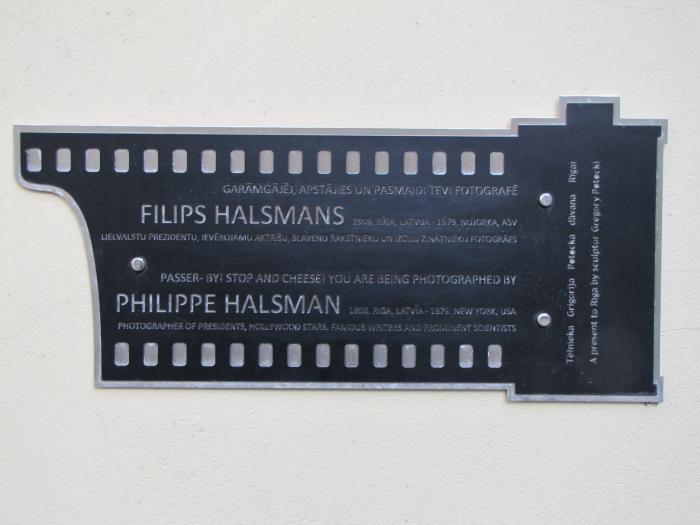 GARĀMGĀJĒJ, APSTĀJIES UN PASMAIDI TEVI FOTOGRAFĒ
FILIPS HALSMANS 1906. RĪGA, LATVIJA - 1979. ŅUJORKA, ASV
LIELVALSTU PREZIDENTU, IEVĒROJAMU AKTRIŠU, SLAVENU RAKSTNIEKU UN IZCILU ZINĀTNIEKU FOTOGRĀFS
PASSER- BY! STOP AND CHEESE! YOU ARE BEING PHOTOGRAPHED BY
PHILIPPE HALSMAN 1906. RIGA, LATVIA - 1979. NEW YORK, USA
PHOTOGRAPHER OF PRESIDENTS, HOLLYWOOD STARS, FAMOUS WRITERS AND PROMINENT SCIENTISTS
Tēlnieka Grigorija Potocka dāvana Rīgai
A present to Riga by sculptor Gregory Potocki